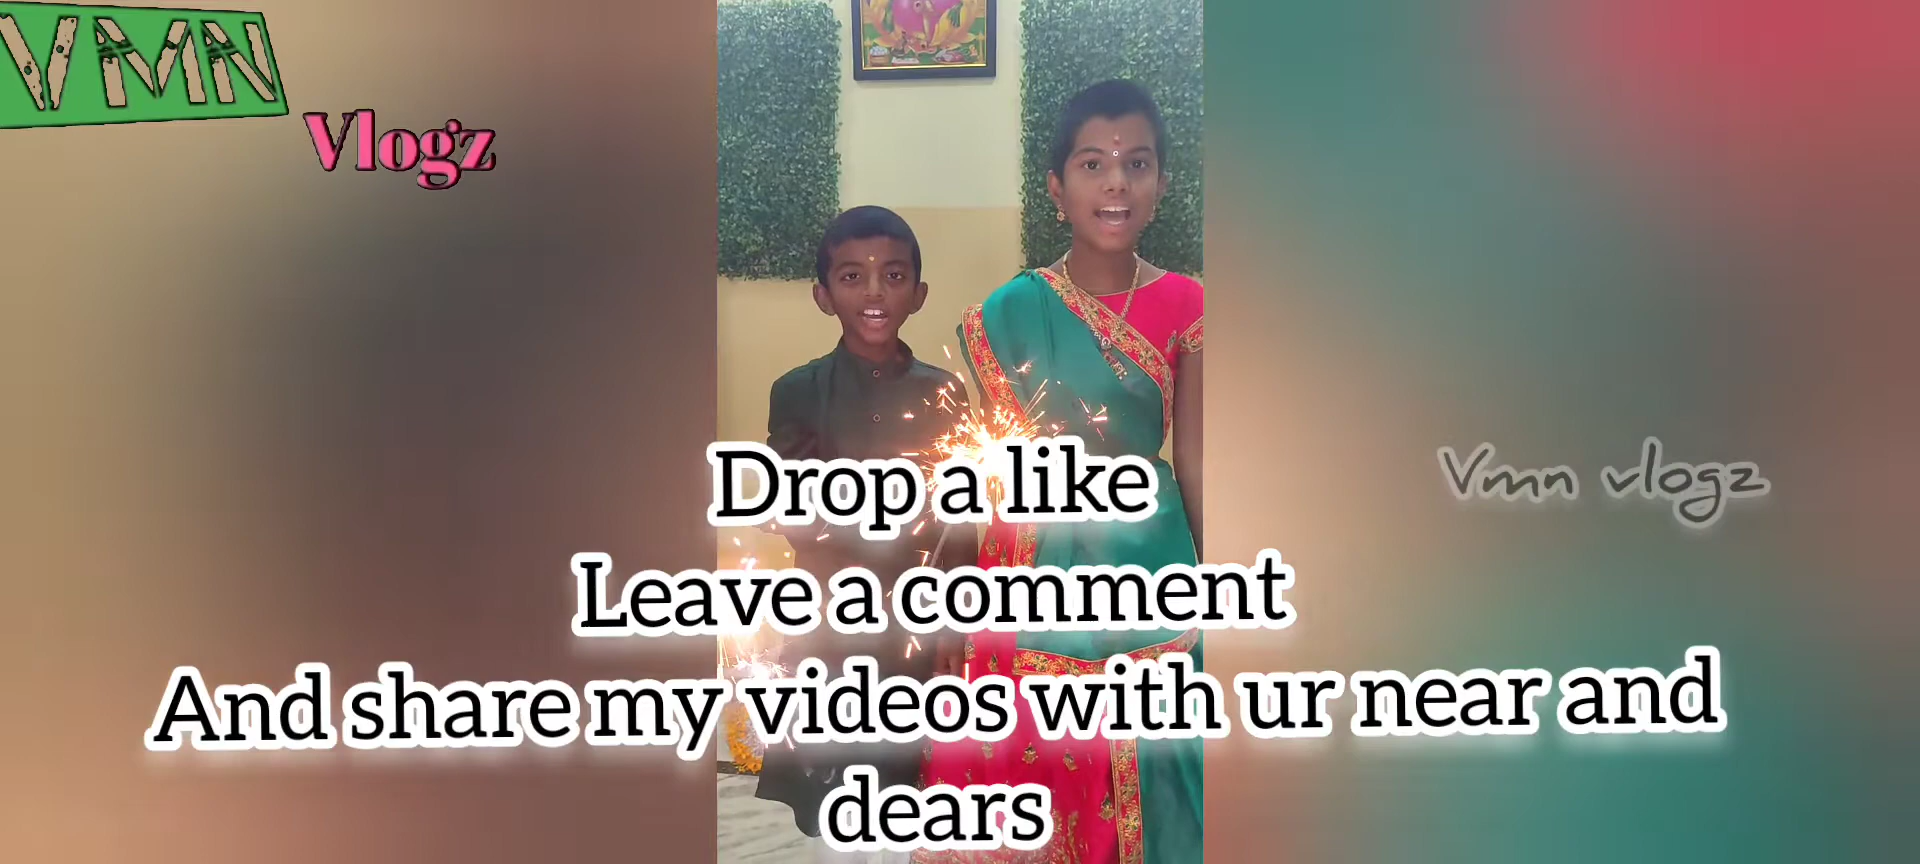 VMN
Vlogz
Vmn vlogz
Drop a like
Leave a comment
And share my videos with ur near and
dears